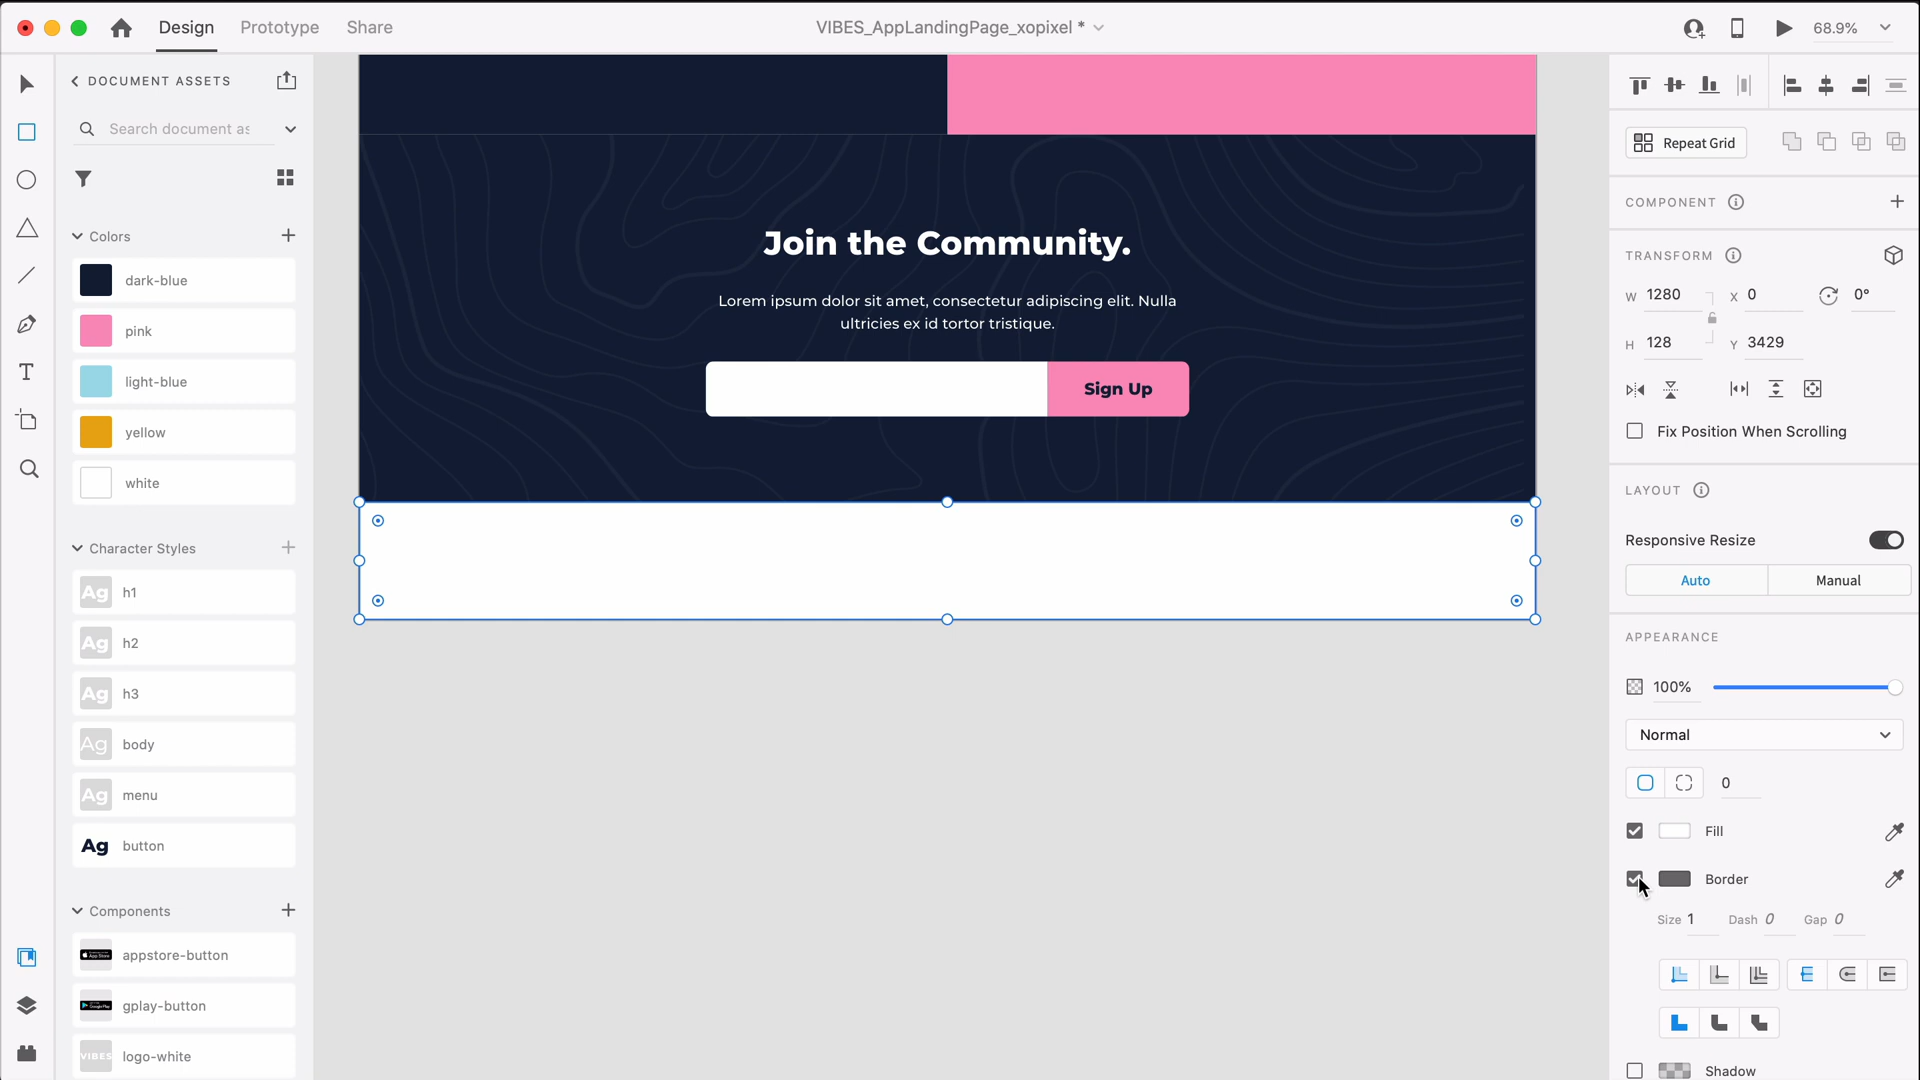 Design
Prototype
Share
VIBES_AppLandingPage_xopixel *
68.9%
DOCUMENT ASSETS
Search document as
Colors
dark-blue
pink
light-blue
yellow
white
Character Styles
Ag h1
Ag h2
Ag h3
Ag body
Ag menu
Ag button
Components
appstore-button
gplay-button
VIBES logo-white
Join the Community.
Lorem ipsum dolor sit amet, consectetur adipiscing elit. Nulla
ultricies ex id tortor tristique.
Sign Up
Repeat Grid
COMPONENT
TRANSFORM
W 1280 X 0 0°
H 128 Y 3429
Fix Position When Scrolling
LAYOUT
Responsive Resize
Auto Manual
APPEARANCE
100%
Normal
0
Fill
Border
Size 1 Dash 0 Gap 0
Shadow